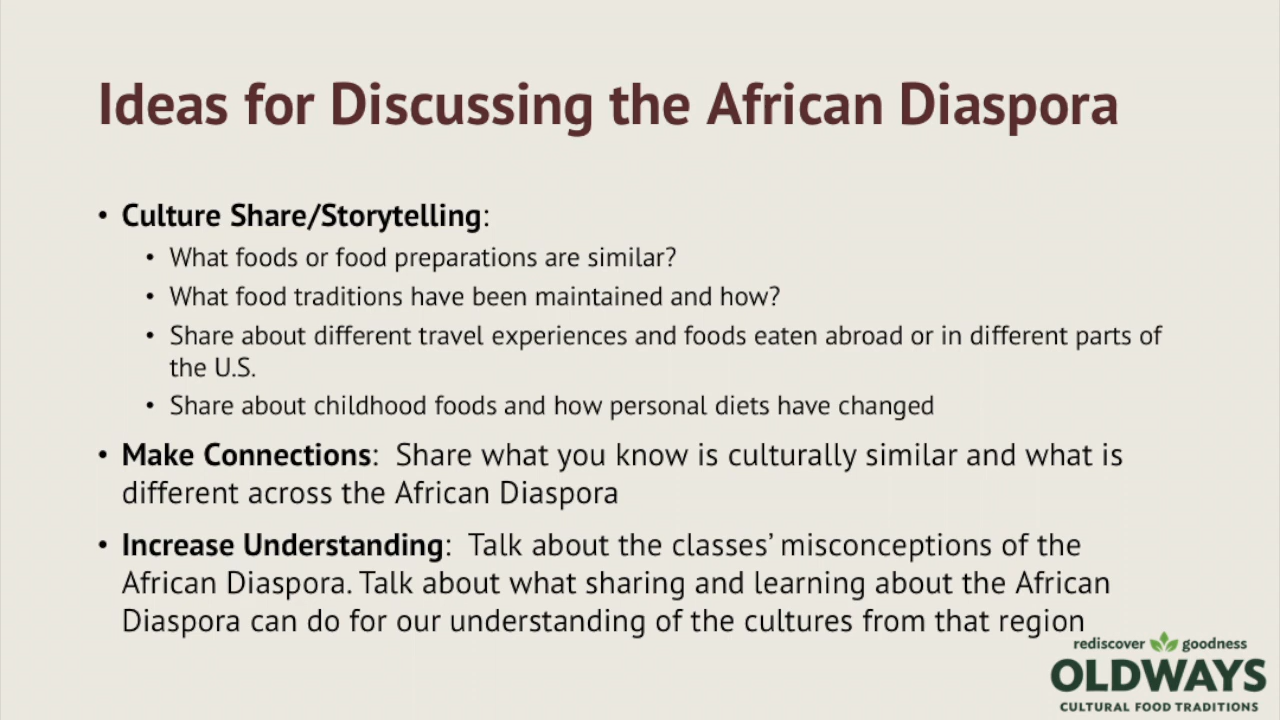 Ideas for Discussing the African Diaspora
• Culture Share/Storytelling:
• What foods or food preparations are similar?
• What food traditions have been maintained and how?
• Share about different travel experiences and foods eaten abroad or in different parts of
the U.S.
• Share about childhood foods and how personal diets have changed
• Make Connections:  Share what you know is culturally similar and what is
different across the African Diaspora
• Increase Understanding:  Talk about the classes’ misconceptions of the
African Diaspora. Talk about what sharing and learning about the African
Diaspora can do for our understanding of the cultures from that region
rediscover goodness
OLDWAYS
CULTURAL FOOD TRADITIONS